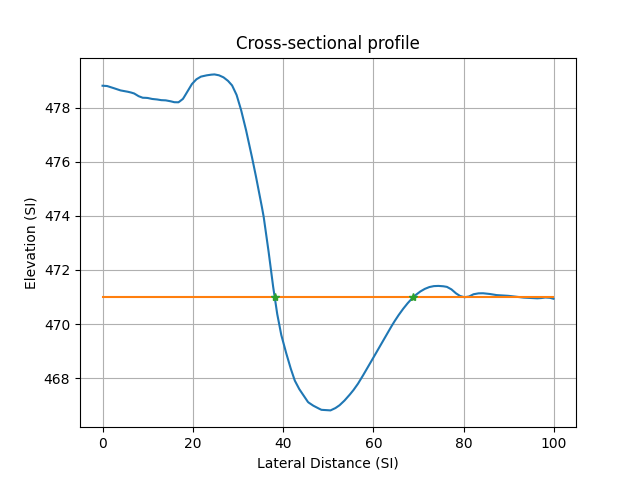 Cross-sectional profile
Elevation (SI)
478
476
474
472
470
468
0 20 40 60 80 100
Lateral Distance (SI)